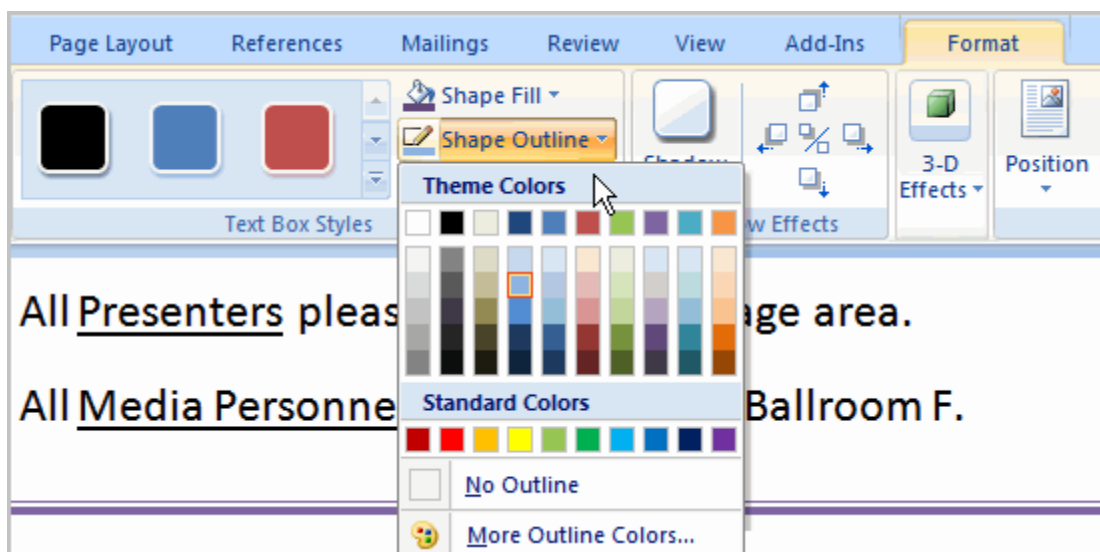 Page Layout References Mailings Review View Add-Ins Format
Shape Fill
Shape Outline
3-D
Effects
Position
Text Box Styles
Effects
Theme Colors
Standard Colors
No Outline
More Outline Colors...
All Presenters pleas age area.
All Media Personne Ballroom F.